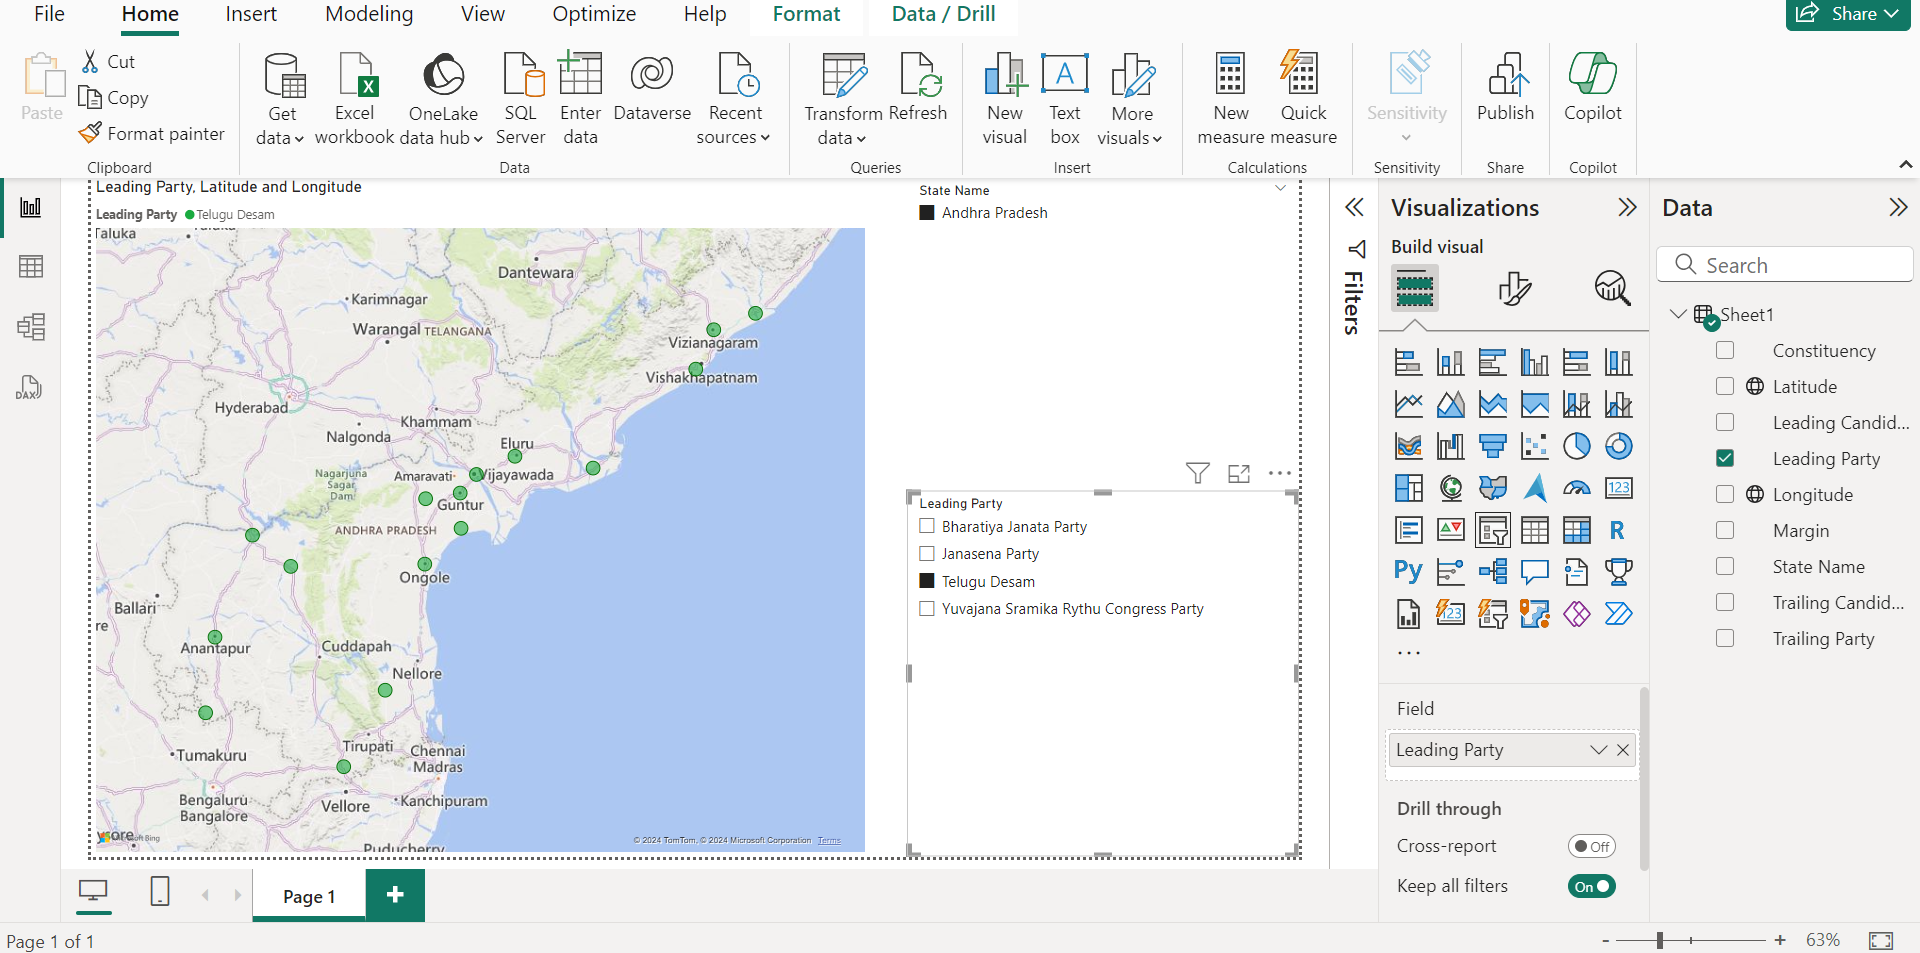 File Home Insert Modeling View Optimize Help Format Data / Drill Share
Paste
Cut
Copy
Format painter
Clipboard
Get data
Excel workbook
OneLake data hub
SQL Server
Enter data
Dataverse
Recent sources
Data
Transform data
Refresh
Queries
New visual
Text box
More visuals
Insert
New measure
Quick measure
Calculations
Sensitivity
Sensitivity
Publish
Share
Copilot
Copilot
Leading Party, Latitude and Longitude
Leading Party Telugu Desam
Dantewara
Karimnagar
Warangal TELANGANA
Vizianagaram
Vishakhapatnam
Hyderabad
Khammam
Nalgonda
Eluru
Nagarjuna
Sagar
Dam
Amaravati
Vijayawada
Guntur
ANDHRA PRADESH
Ongole
Ballari
Anantapur
Cuddapah
Nellore
Tirupati
Chennai
Madras
Tumakuru
Bengaluru
Bangalore
Vellore
Kanchipuram
Puducherry
© 2024 TomTom, © 2024 Microsoft Corporation Terms
State Name
Andhra Pradesh
Leading Party
Bharatiya Janata Party
Janasena Party
Telugu Desam
Yuvajana Sramika Rythu Congress Party
Filters
Visualizations
Build visual
123
R
Py
123
Field
Leading Party
Drill through
Cross-report Off
Keep all filters On
Data
Search
Sheet1
Constituency
Latitude
Leading Candid...
Leading Party
Longitude
Margin
State Name
Trailing Candid...
Trailing Party
DAX
Page 1
+
Page 1 of 1
- + 63%